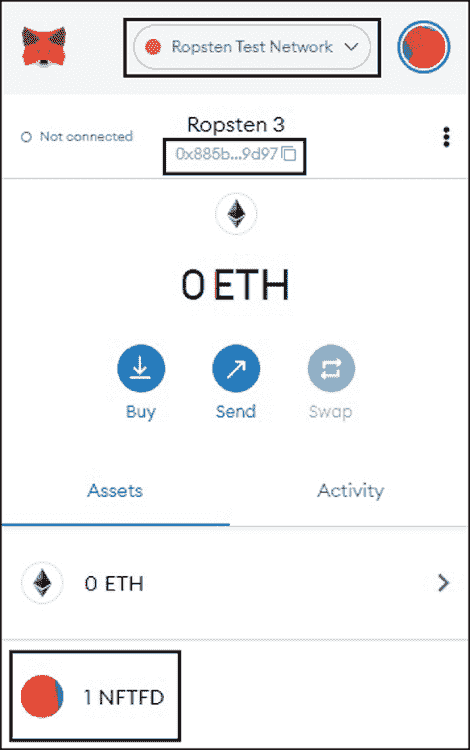 Ropsten Test Network
Not connected
Ropsten 3
0x885b...9d97
0 ETH
Buy Send Swap
Assets Activity
0 ETH
1 NFTFD